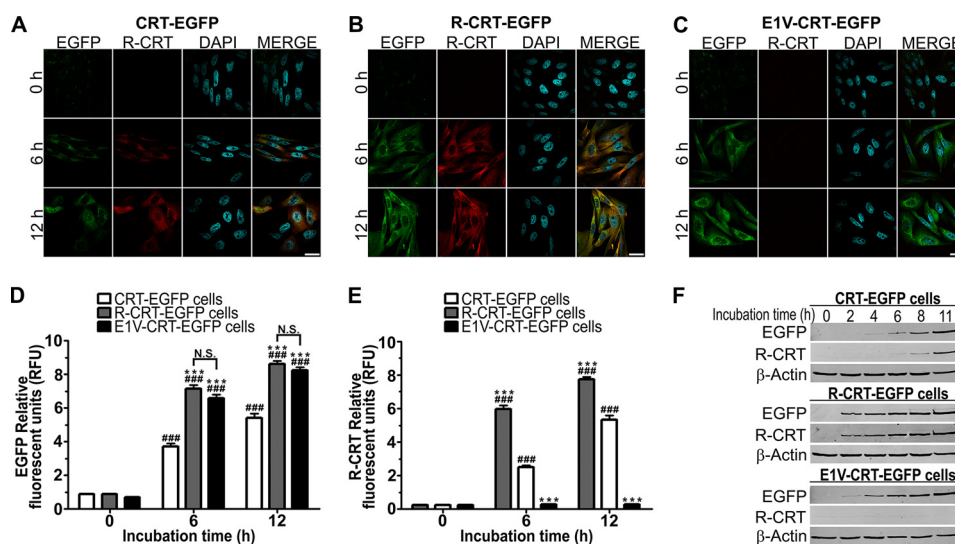 CRT-EGFP
A
EGFP R-CRT DAPI MERGE
0 h
6 h
12 h
R-CRT-EGFP
B
EGFP R-CRT DAPI MERGE
0 h
6 h
12 h
E1V-CRT-EGFP
C
EGFP R-CRT DAPI MERGE
0 h
6 h
12 h
D
CRT-EGFP cells
R-CRT-EGFP cells
E1V-CRT-EGFP cells
EGFP Relative
fluorescent units (RFU)
10
8
6
4
2
0
###
***
###
***
###
N.S.
###
***
###
***
###
N.S.
0 6 12
Incubation time (h)
E
CRT-EGFP cells
R-CRT-EGFP cells
E1V-CRT-EGFP cells
R-CRT Relative
fluorescent units (RFU)
10
8
6
4
2
0
***
###
###
***
***
###
###
***
0 6 12
Incubation time (h)
F
CRT-EGFP cells
Incubation time (h) 0 2 4 6 8 11
EGFP
R-CRT
β-Actin
R-CRT-EGFP cells
EGFP
R-CRT
β-Actin
E1V-CRT-EGFP cells
EGFP
R-CRT
β-Actin